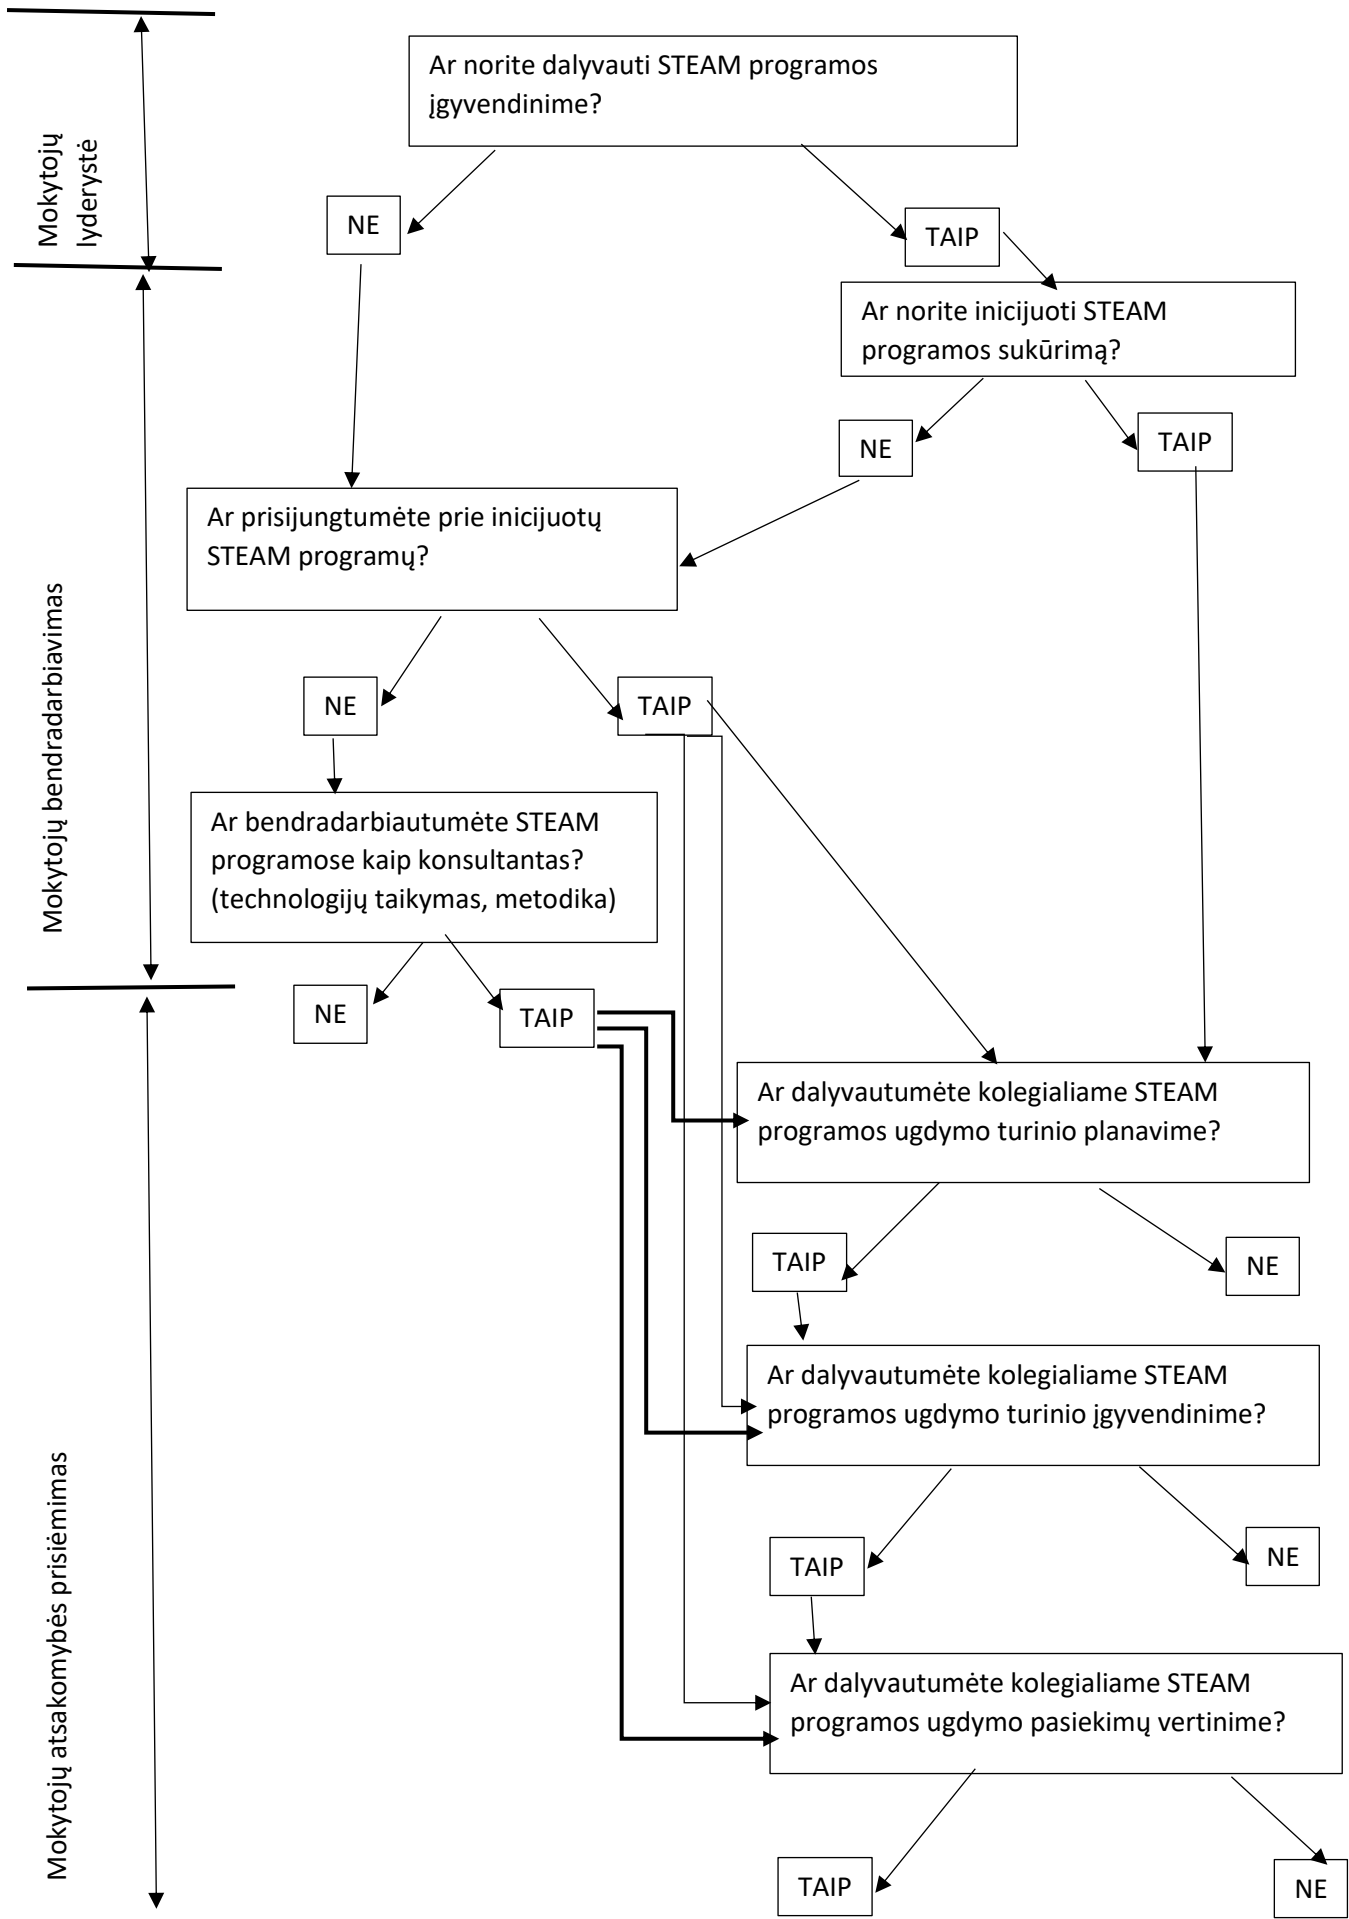 Mokytojų
lyderystė
Ar norite dalyvauti STEAM programos
įgyvendinime?
NE
TAIP
Ar norite inicijuoti STEAM
programos sukūrimą?
NE
TAIP
Mokytojų bendradarbiavimas
Ar prisijungtumėte prie inicijuotų
STEAM programų?
NE
TAIP
Ar bendradarbiautumėte STEAM
programose kaip konsultantas?
(technologijų taikymas, metodika)
NE
TAIP
Mokytojų atsakomybės prisiėmimas
Ar dalyvautumėte kolegialiame STEAM
programos ugdymo turinio planavime?
TAIP
NE
Ar dalyvautumėte kolegialiame STEAM
programos ugdymo turinio įgyvendinime?
TAIP
NE
Ar dalyvautumėte kolegialiame STEAM
programos ugdymo pasiekimų vertinime?
TAIP
NE